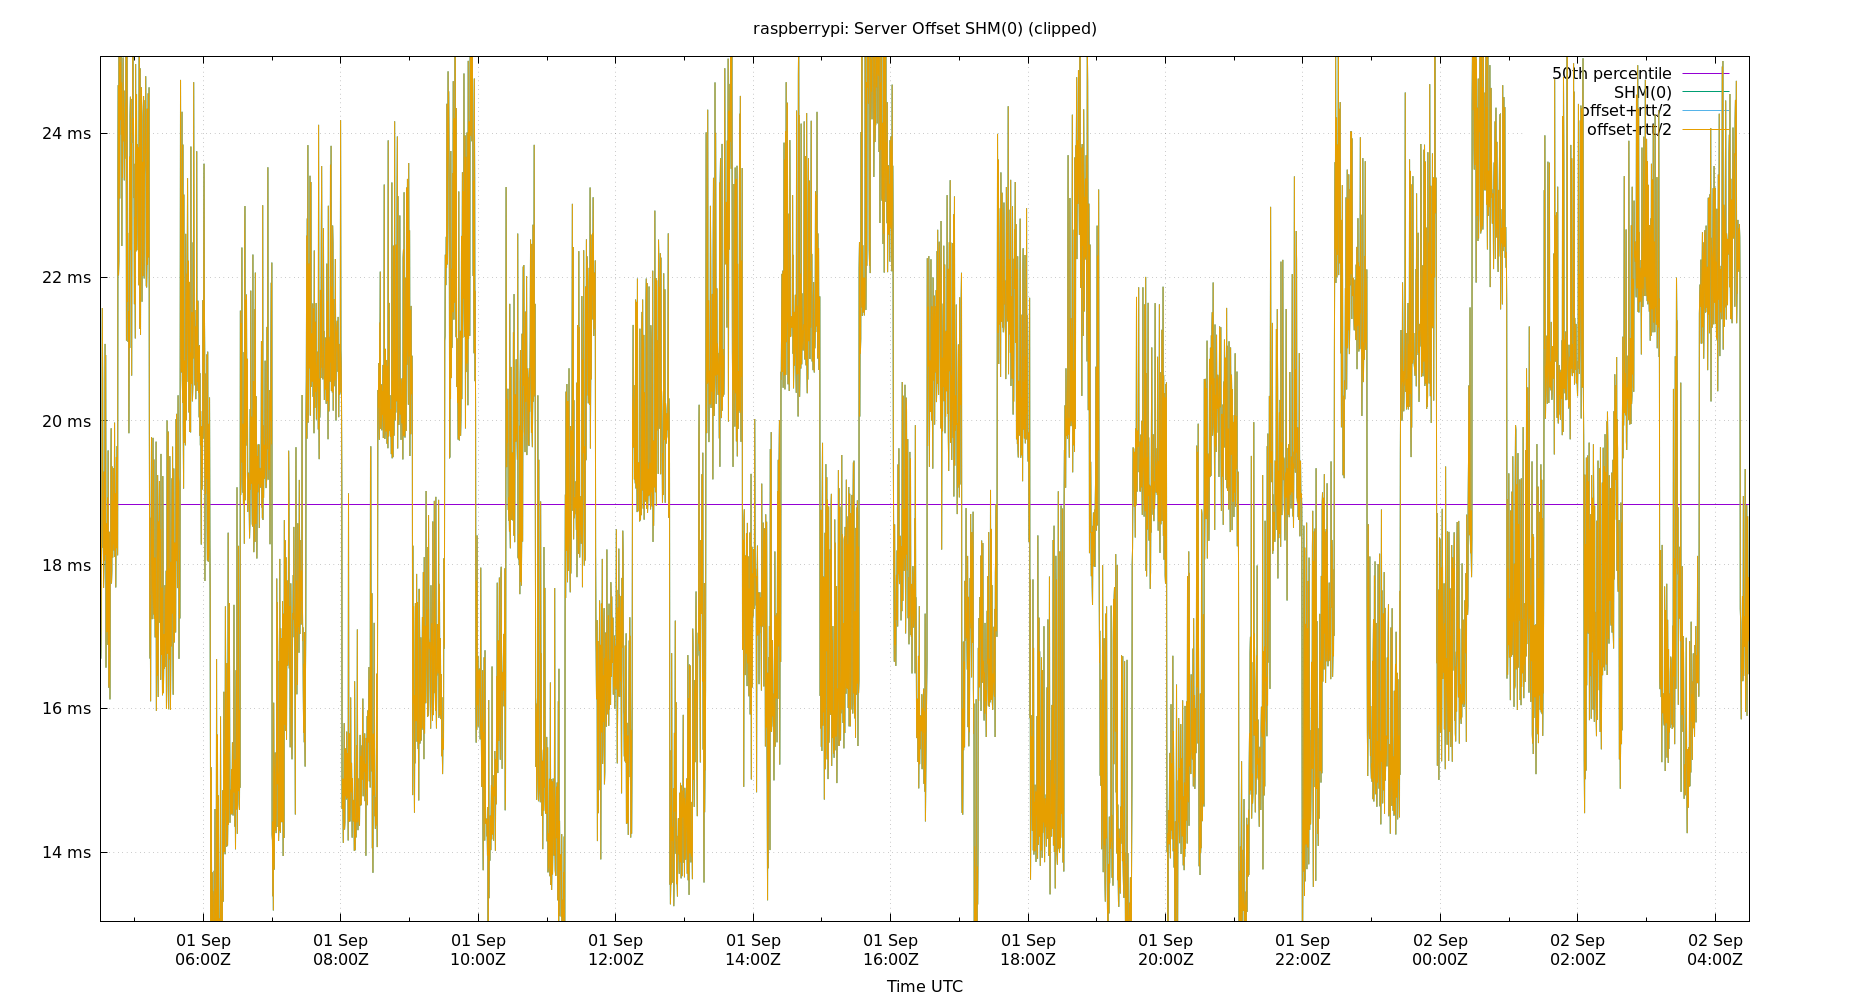 raspberrypi: Server Offset SHM(0) (clipped)
50th percentile
SHM(0)
offset+rtt/2
offset-rtt/2
24 ms
22 ms
20 ms
18 ms
16 ms
14 ms
01 Sep 01 Sep 01 Sep 01 Sep 01 Sep 01 Sep 01 Sep 01 Sep 01 Sep 02 Sep 02 Sep 02 Sep
06:00Z 08:00Z 10:00Z 12:00Z 14:00Z 16:00Z 18:00Z 20:00Z 22:00Z 00:00Z 02:00Z 04:00Z
Time UTC